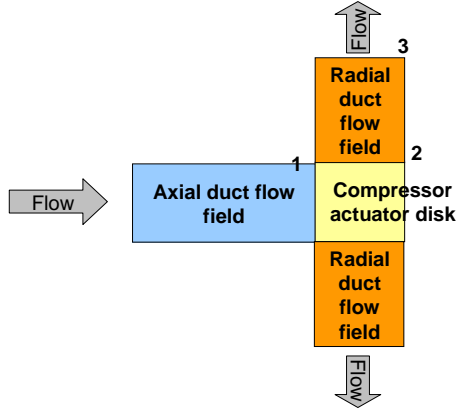 Flow
3
Radial
duct
flow
field
1
2
Flow
Axial duct flow
field
Compressor
actuator disk
Radial
duct
flow
field
Flow